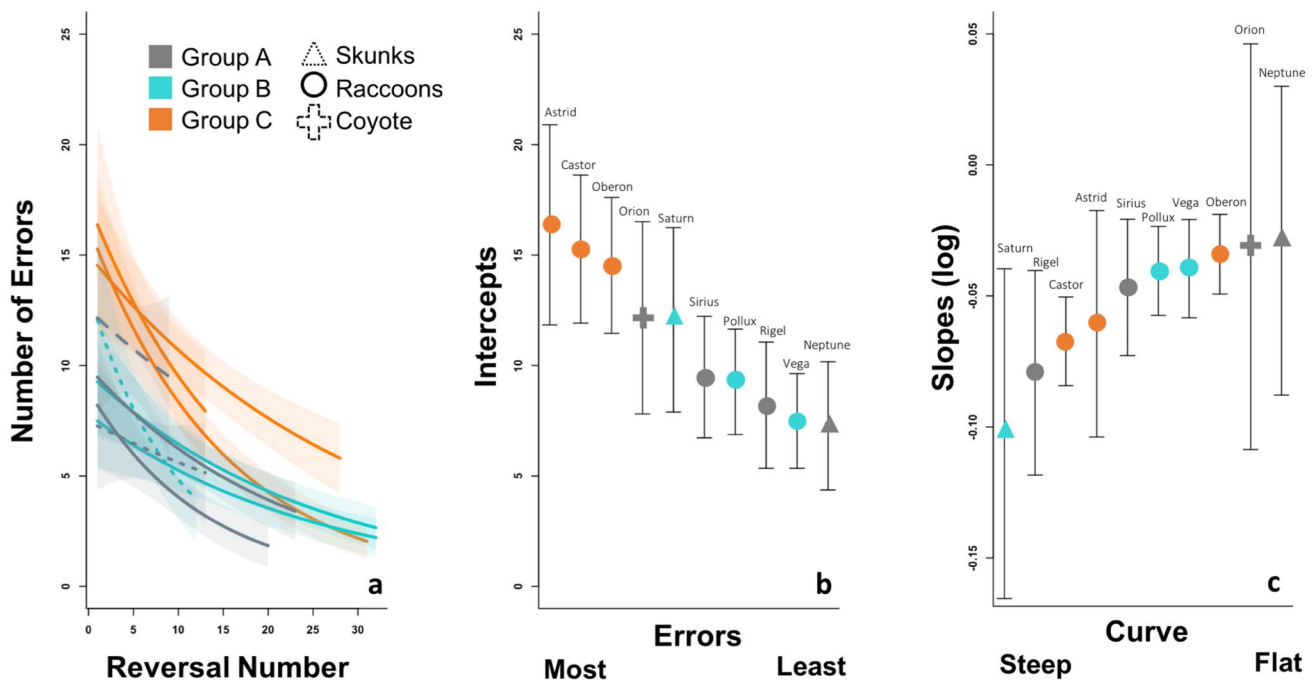 Number of Errors
25
20
15
10
5
0
Group A
Group B
Group C
Skunks
Raccoons
Coyote
a
0 5 10 15 20 25 30
Reversal Number
Intercepts
25
20
15
10
5
0
Astrid
Castor
Oberon
Orion
Saturn
Sirius
Pollux
Rigel
Vega
Neptune
b
Errors
Most Least
Slopes (log)
0.05
0.00
-0.05
-0.10
-0.15
Saturn
Rigel
Castor
Astrid
Sirius
Pollux
Vega
Oberon
Orion
Neptune
c
Curve
Steep Flat